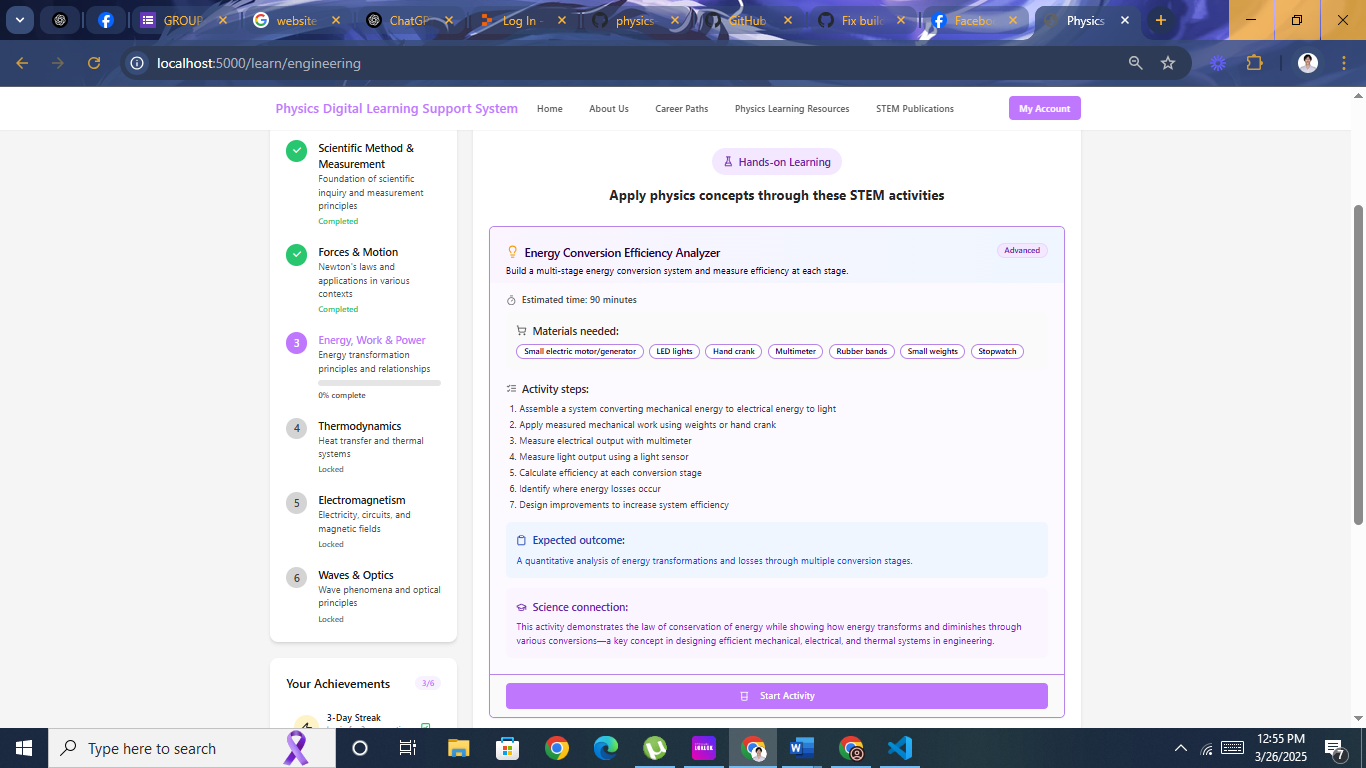 GROUP
website
ChatGP
Log In -
physics
GitHub
Fix buil
Faceboo
Physics
localhost:5000/learn/engineering
Physics Digital Learning Support System
Home
About Us
Career Paths
Physics Learning Resources
STEM Publications
My Account
Scientific Method &
Measurement
Foundation of scientific
inquiry and measurement
principles
Completed
Forces & Motion
Newton's laws and
applications in various
contexts
Completed
3
Energy, Work & Power
Energy transformation
principles and relationships
0% complete
4
Thermodynamics
Heat transfer and thermal
systems
Locked
5
Electromagnetism
Electricity, circuits, and
magnetic fields
Locked
6
Waves & Optics
Wave phenomena and optical
principles
Locked
Your Achievements
3/6
3-Day Streak
Hands-on Learning
Apply physics concepts through these STEM activities
Energy Conversion Efficiency Analyzer
Advanced
Build a multi-stage energy conversion system and measure efficiency at each stage.
Estimated time: 90 minutes
Materials needed:
Small electric motor/generator
LED lights
Hand crank
Multimeter
Rubber bands
Small weights
Stopwatch
Activity steps:
1. Assemble a system converting mechanical energy to electrical energy to light
2. Apply measured mechanical work using weights or hand crank
3. Measure electrical output with multimeter
4. Measure light output using a light sensor
5. Calculate efficiency at each conversion stage
6. Identify where energy losses occur
7. Design improvements to increase system efficiency
Expected outcome:
A quantitative analysis of energy transformations and losses through multiple conversion stages.
Science connection:
This activity demonstrates the law of conservation of energy while showing how energy transforms and diminishes through
various conversions—a key concept in designing efficient mechanical, electrical, and thermal systems in engineering.
Start Activity
Type here to search
12:55 PM
3/26/2025
7